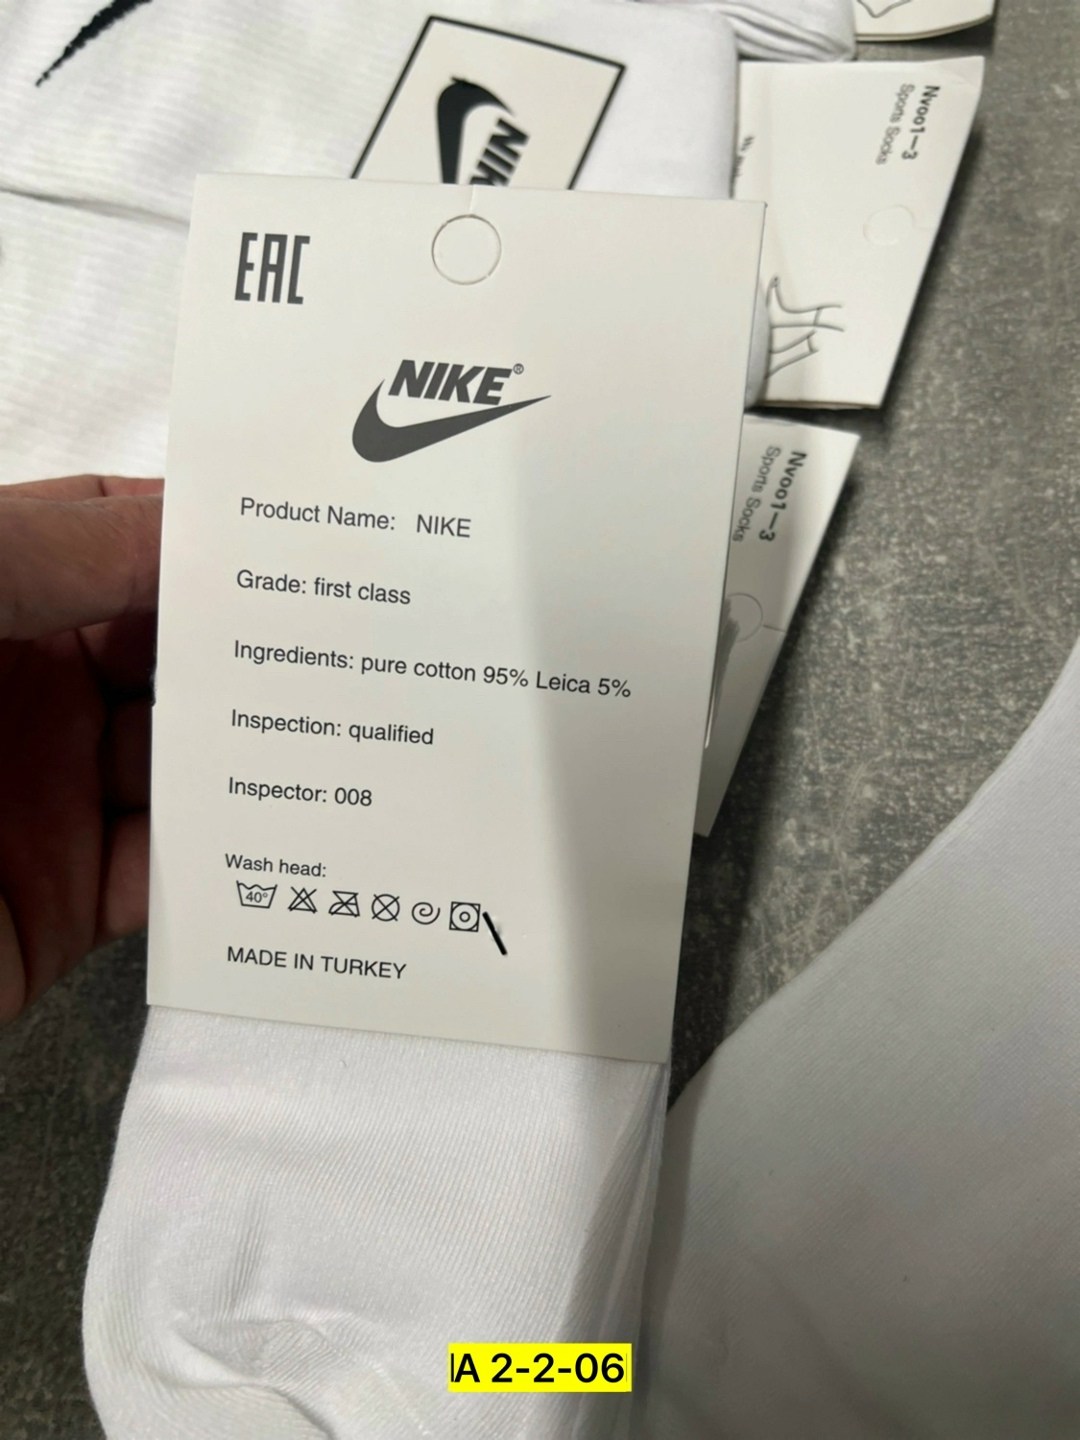 NIKE
Nvoo1-3
Sports Socks
EAC
NIKE®
Nvoo1-3
Sports Socks
Product Name: NIKE
Grade: first class
Ingredients: pure cotton 95% Leica 5%
Inspection: qualified
Inspector: 008
Wash head:
40°
MADE IN TURKEY
A 2-2-06